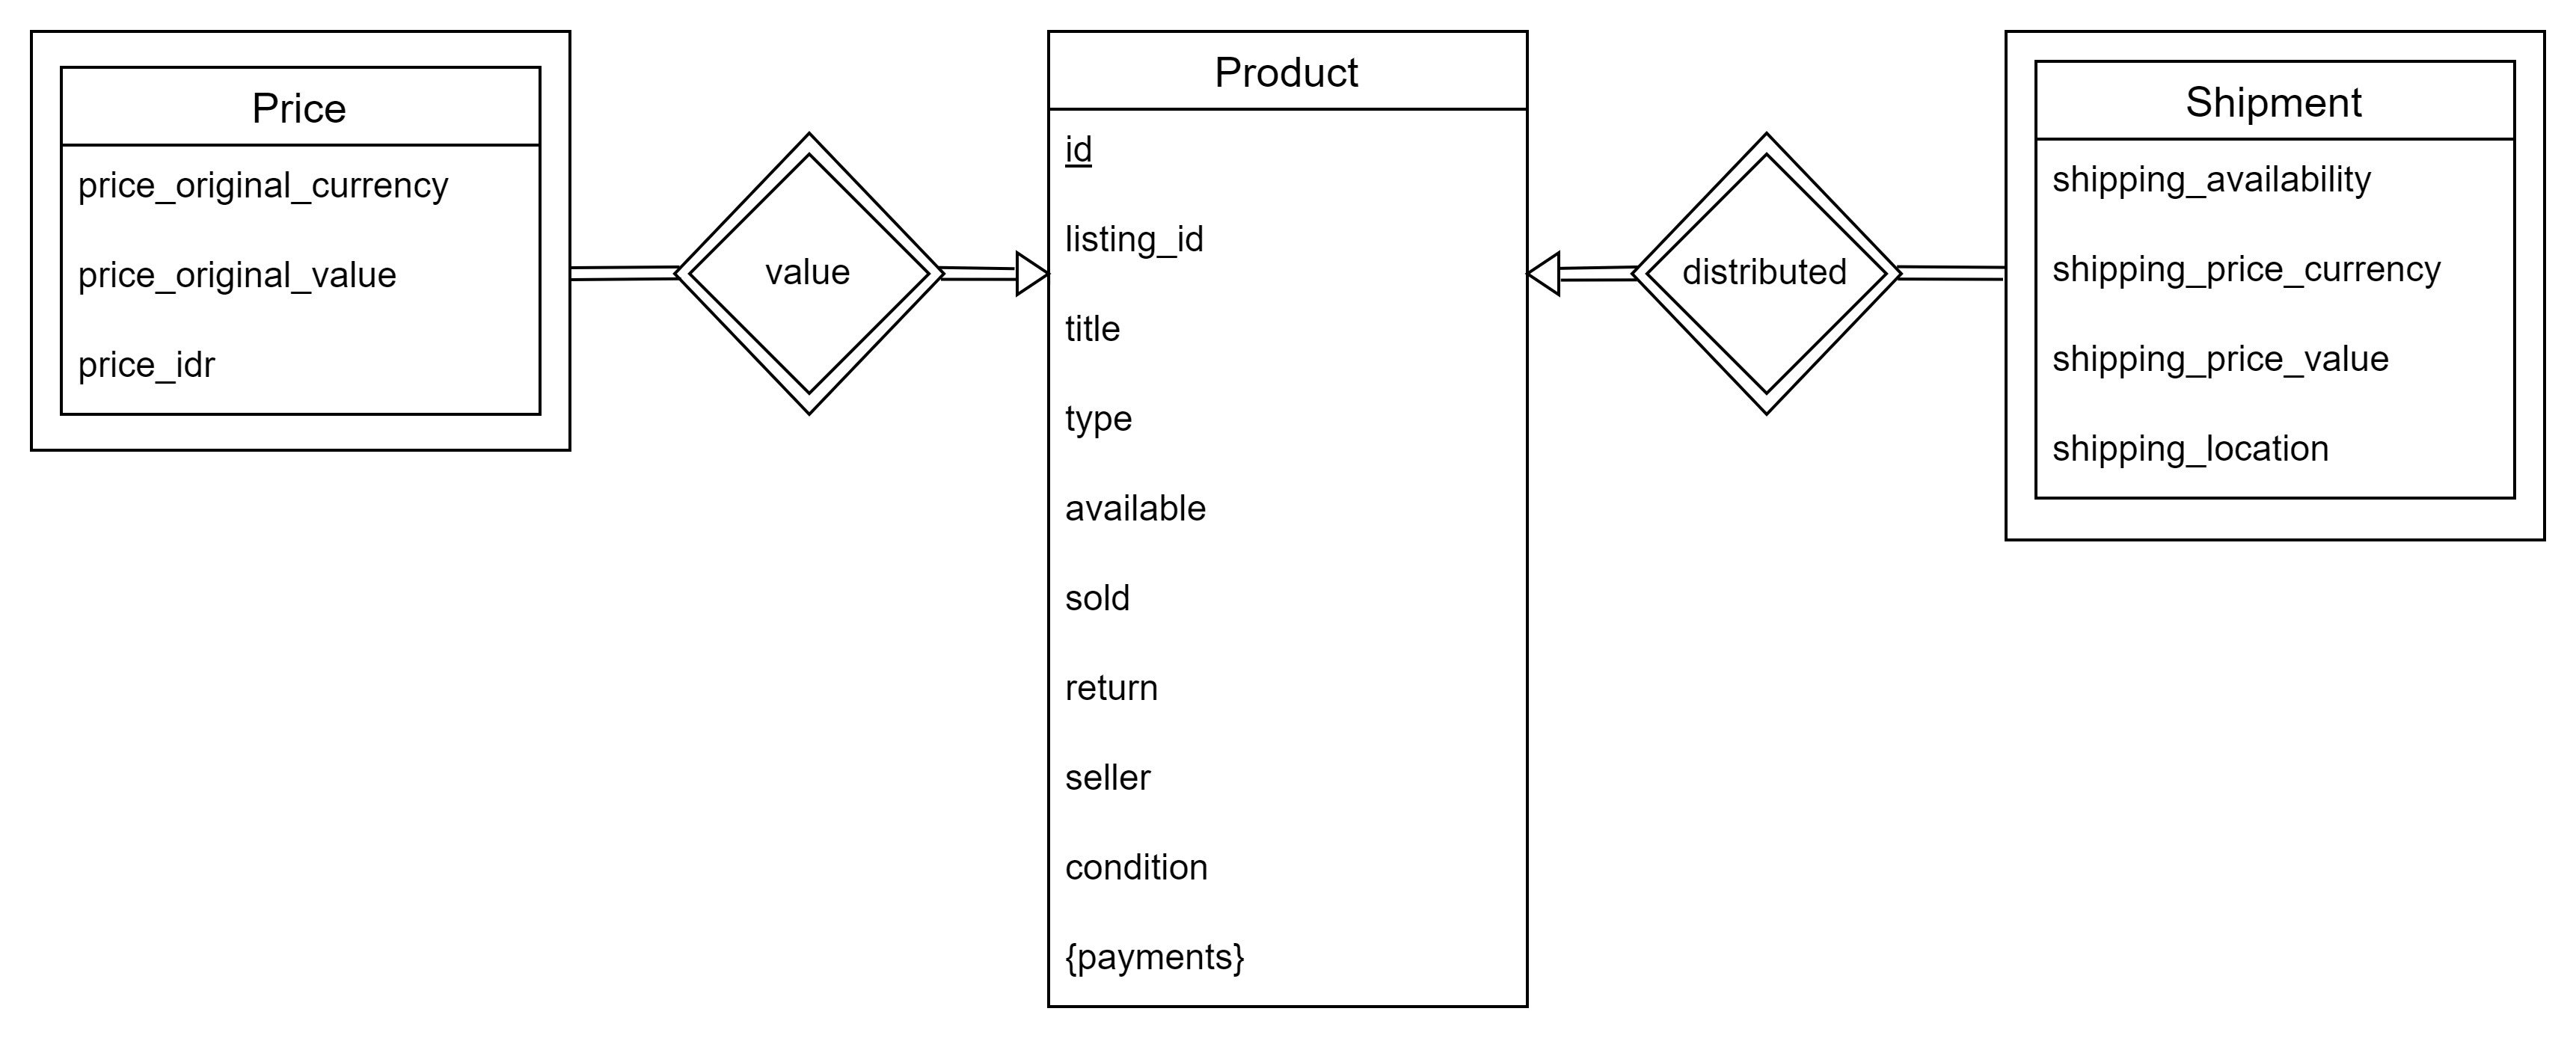 Price
price_original_currency
price_original_value
price_idr
value
Product
id
listing_id
title
type
available
sold
return
seller
condition
{payments}
distributed
Shipment
shipping_availability
shipping_price_currency
shipping_price_value
shipping_location